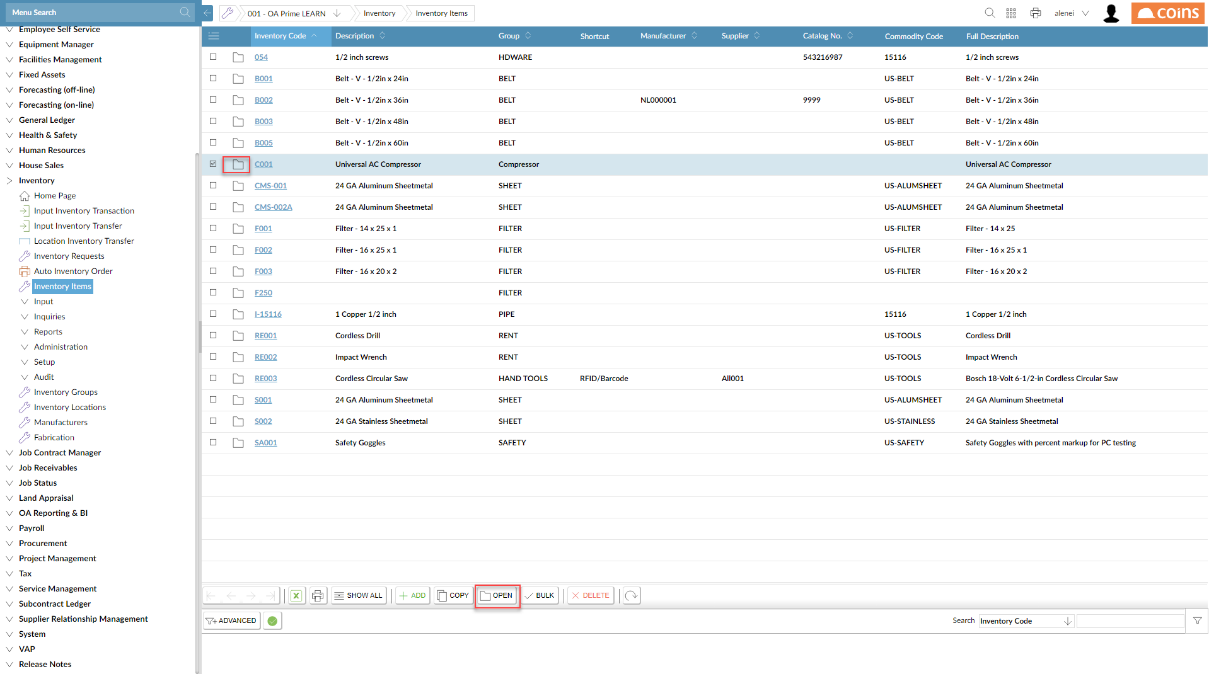 Menu Search
001 - OA Prime LEARN
Inventory
Inventory Items
alenei
COINS
Employee Self Service
Equipment Manager
Facilities Management
Fixed Assets
Forecasting (off-line)
Forecasting (on-line)
General Ledger
Health & Safety
Human Resources
House Sales
Inventory
Home Page
Input Inventory Transaction
Input Inventory Transfer
Location Inventory Transfer
Inventory Requests
Auto Inventory Order
Inventory Items
Input
Inquiries
Reports
Administration
Setup
Audit
Inventory Groups
Inventory Locations
Manufacturers
Fabrication
Job Contract Manager
Job Receivables
Job Status
Land Appraisal
OA Reporting & BI
Payroll
Procurement
Project Management
Tax
Service Management
Subcontract Ledger
Supplier Relationship Management
System
VAP
Release Notes
Inventory Code Description Group Shortcut Manufacturer Supplier Catalog No. Commodity Code Full Description
054 1/2 inch screws HDWARE 543216987 15116 1/2 inch screws
B001 Belt - V - 1/2in x 24in BELT US-BELT Belt - V - 1/2in x 24in
B002 Belt - V - 1/2in x 36in BELT NL000001 9999 US-BELT Belt - V - 1/2in x 36in
B003 Belt - V - 1/2in x 48in BELT US-BELT Belt - V - 1/2in x 48in
B005 Belt - V - 1/2in x 60in BELT US-BELT Belt - V - 1/2in x 60in
C001 Universal AC Compressor Compressor Universal AC Compressor
CMS-001 24 GA Aluminum Sheetmetal SHEET US-ALUMSHEET 24 GA Aluminum Sheetmetal
CMS-002A 24 GA Aluminum Sheetmetal SHEET US-ALUMSHEET 24 GA Aluminum Sheetmetal
F001 Filter - 14 x 25 x 1 FILTER US-FILTER Filter - 14 x 25
F002 Filter - 16 x 25 x 1 FILTER US-FILTER Filter - 16 x 25 x 1
F003 Filter - 16 x 20 x 2 FILTER US-FILTER Filter - 16 x 20 x 2
F250 FILTER
I-15116 1 Copper 1/2 inch PIPE 15116 1 Copper 1/2 inch
RE001 Cordless Drill RENT US-TOOLS Cordless Drill
RE002 Impact Wrench RENT US-TOOLS Impact Wrench
RE003 Cordless Circular Saw HAND TOOLS RFID/Barcode All001 US-TOOLS Bosch 18-Volt 6-1/2-in Cordless Circular Saw
S001 24 GA Aluminum Sheetmetal SHEET US-ALUMSHEET 24 GA Aluminum Sheetmetal
S002 24 GA Stainless Sheetmetal SHEET US-STAINLESS 24 GA Stainless Sheetmetal
SA001 Safety Goggles SAFETY US-SAFETY Safety Goggles with percent markup for PC testing
SHOW ALL ADD COPY OPEN BULK DELETE
ADVANCED Search Inventory Code